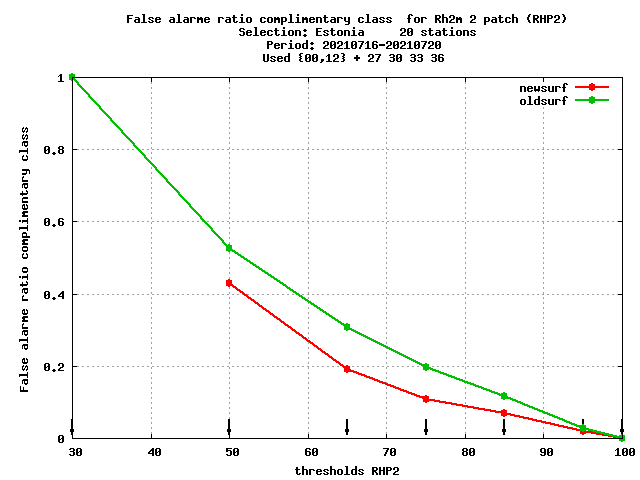 False alarme ratio complimentary class  for Rh2m 2 patch (RHP2)
Selection: Estonia     20 stations
Period: 20210716-20210720
Used {00,12} + 27 30 33 36
newsurf
oldsurf
False alarme ratio complimentary class
1
0.8
0.6
0.4
0.2
0
30 40 50 60 70 80 90 100
thresholds RHP2